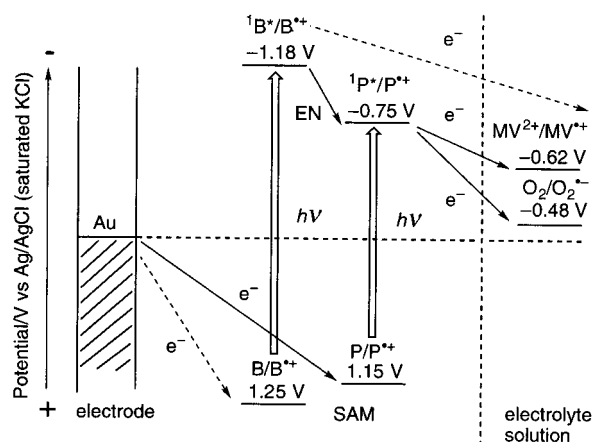 Potential/V vs Ag/AgCl (saturated KCl)
-
+
Au
electrode
¹B*/B•+
−1.18 V
EN
¹P*/P•+
−0.75 V
e−
e−
e−
MV2+/MV•+
−0.62 V
O2/O2•−
−0.48 V
hν
hν
e−
e−
B/B•+
1.25 V
P/P•+
1.15 V
SAM
electrolyte
solution